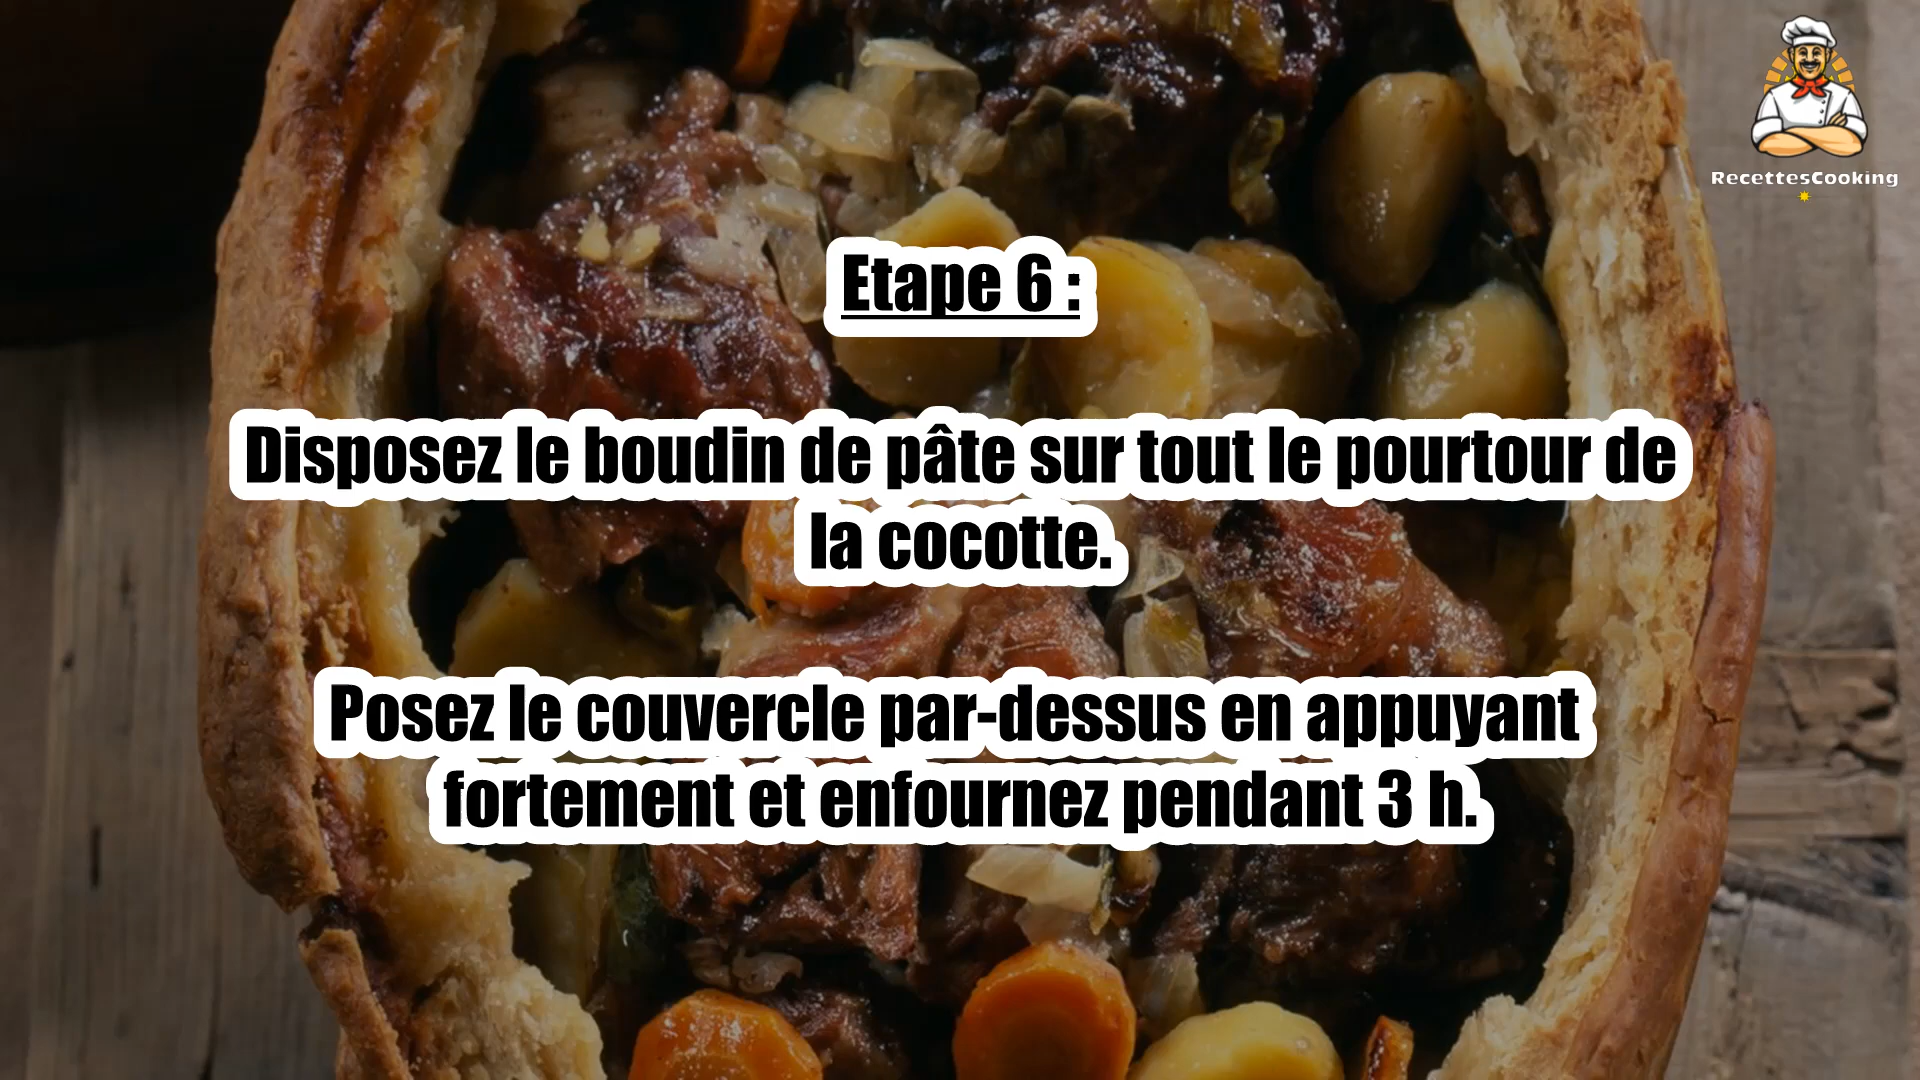 RecettesCooking
Etape 6 :
Disposez le boudin de pâte sur tout le pourtour de
la cocotte.
Posez le couvercle par-dessus en appuyant
fortement et enfournez pendant 3 h.